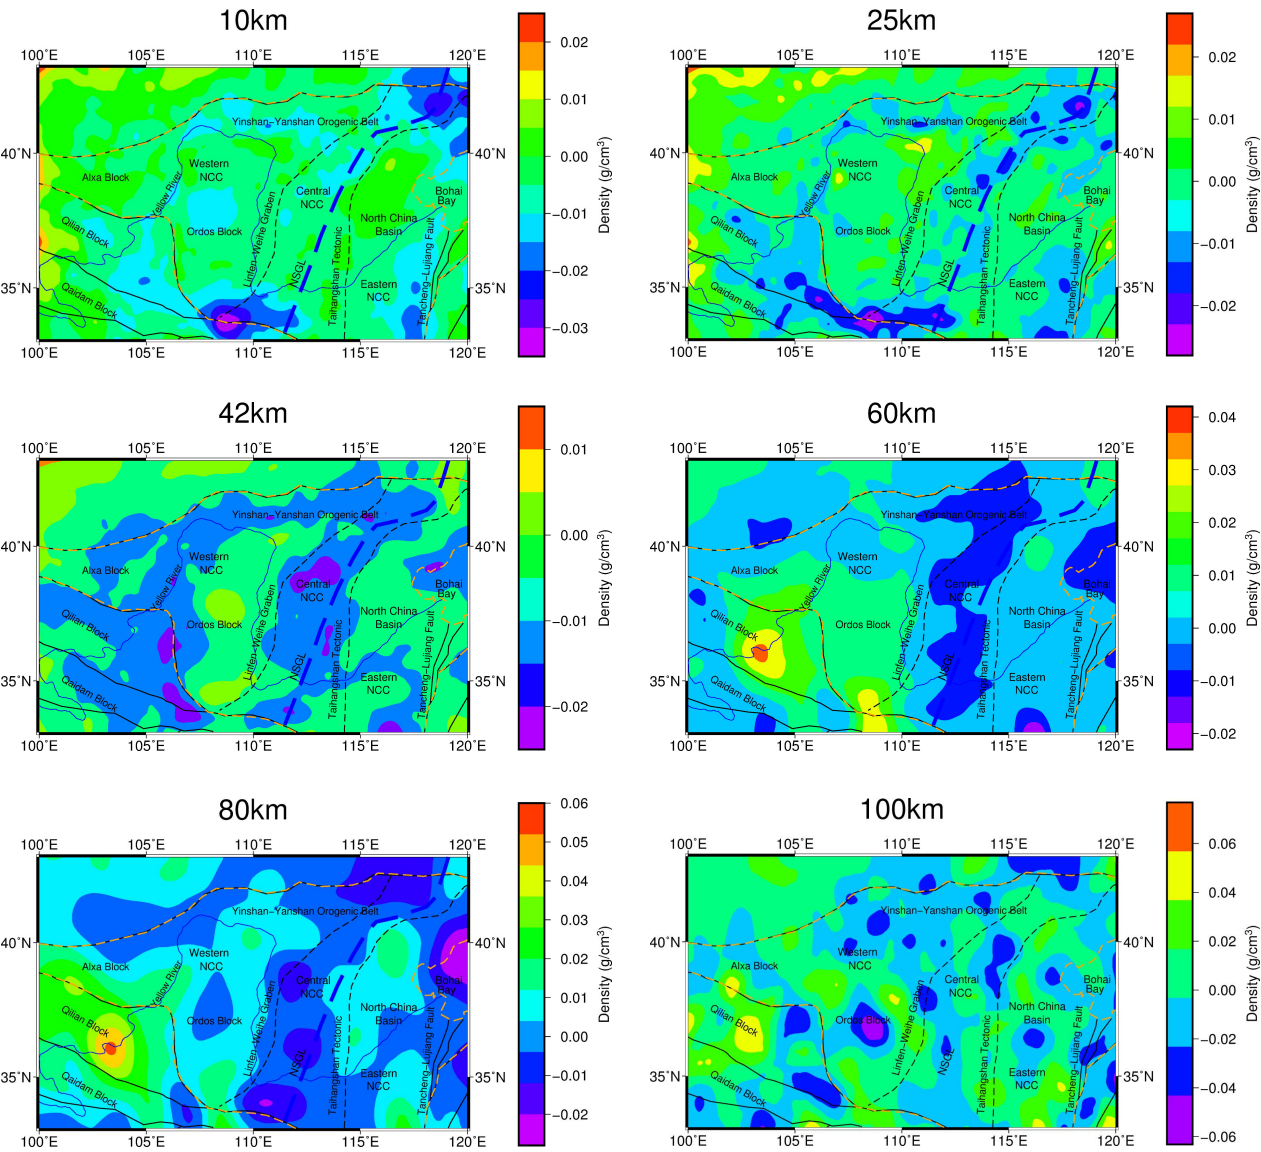 10km
100°E 105°E 110°E 115°E 120°E
40°N
35°N
Yinshan−Yanshan Orogenic Belt
Western
NCC
Alxa Block
Yellow River
Central
NCC
Bohai
Bay
Qilian Block
Ordos Block
North China
Basin
Linfen−Weihe Graben
NSGL
Taihangshan Tectonic
Eastern
NCC
Tancheng−Lujiang Fault
Qaidam Block
100°E 105°E 110°E 115°E 120°E
0.02
0.01
0.00
−0.01
−0.02
−0.03
Density (g/cm³)
25km
100°E 105°E 110°E 115°E 120°E
40°N
35°N
Yinshan−Yanshan Orogenic Belt
Western
NCC
Alxa Block
Yellow River
Central
NCC
Bohai
Bay
Qilian Block
Ordos Block
North China
Basin
Linfen−Weihe Graben
NSGL
Taihangshan Tectonic
Eastern
NCC
Tancheng−Lujiang Fault
Qaidam Block
100°E 105°E 110°E 115°E 120°E
0.02
0.01
0.00
−0.01
−0.02
Density (g/cm³)
42km
100°E 105°E 110°E 115°E 120°E
40°N
35°N
Yinshan−Yanshan Orogenic Belt
Western
NCC
Alxa Block
Yellow River
Central
NCC
Bohai
Bay
Qilian Block
Ordos Block
North China
Basin
Linfen−Weihe Graben
NSGL
Taihangshan Tectonic
Eastern
NCC
Tancheng−Lujiang Fault
Qaidam Block
100°E 105°E 110°E 115°E 120°E
0.01
0.00
−0.01
−0.02
Density (g/cm³)
60km
100°E 105°E 110°E 115°E 120°E
40°N
35°N
Yinshan−Yanshan Orogenic Belt
Western
NCC
Alxa Block
Yellow River
Central
NCC
Bohai
Bay
Qilian Block
Ordos Block
North China
Basin
Linfen−Weihe Graben
NSGL
Taihangshan Tectonic
Eastern
NCC
Tancheng−Lujiang Fault
Qaidam Block
100°E 105°E 110°E 115°E 120°E
0.04
0.03
0.02
0.01
0.00
−0.01
−0.02
Density (g/cm³)
80km
100°E 105°E 110°E 115°E 120°E
40°N
35°N
Yinshan−Yanshan Orogenic Belt
Western
NCC
Alxa Block
Yellow River
Central
NCC
Bohai
Bay
Qilian Block
Ordos Block
North China
Basin
Linfen−Weihe Graben
NSGL
Taihangshan Tectonic
Eastern
NCC
Tancheng−Lujiang Fault
Qaidam Block
100°E 105°E 110°E 115°E 120°E
0.06
0.05
0.04
0.03
0.02
0.01
0.00
−0.01
−0.02
Density (g/cm³)
100km
100°E 105°E 110°E 115°E 120°E
40°N
35°N
Yinshan−Yanshan Orogenic Belt
Western
NCC
Alxa Block
Yellow River
Central
NCC
Bohai
Bay
Qilian Block
Ordos Block
North China
Basin
Linfen−Weihe Graben
NSGL
Taihangshan Tectonic
Eastern
NCC
Tancheng−Lujiang Fault
Qaidam Block
100°E 105°E 110°E 115°E 120°E
0.06
0.04
0.02
0.00
−0.02
−0.04
−0.06
Density (g/cm³)